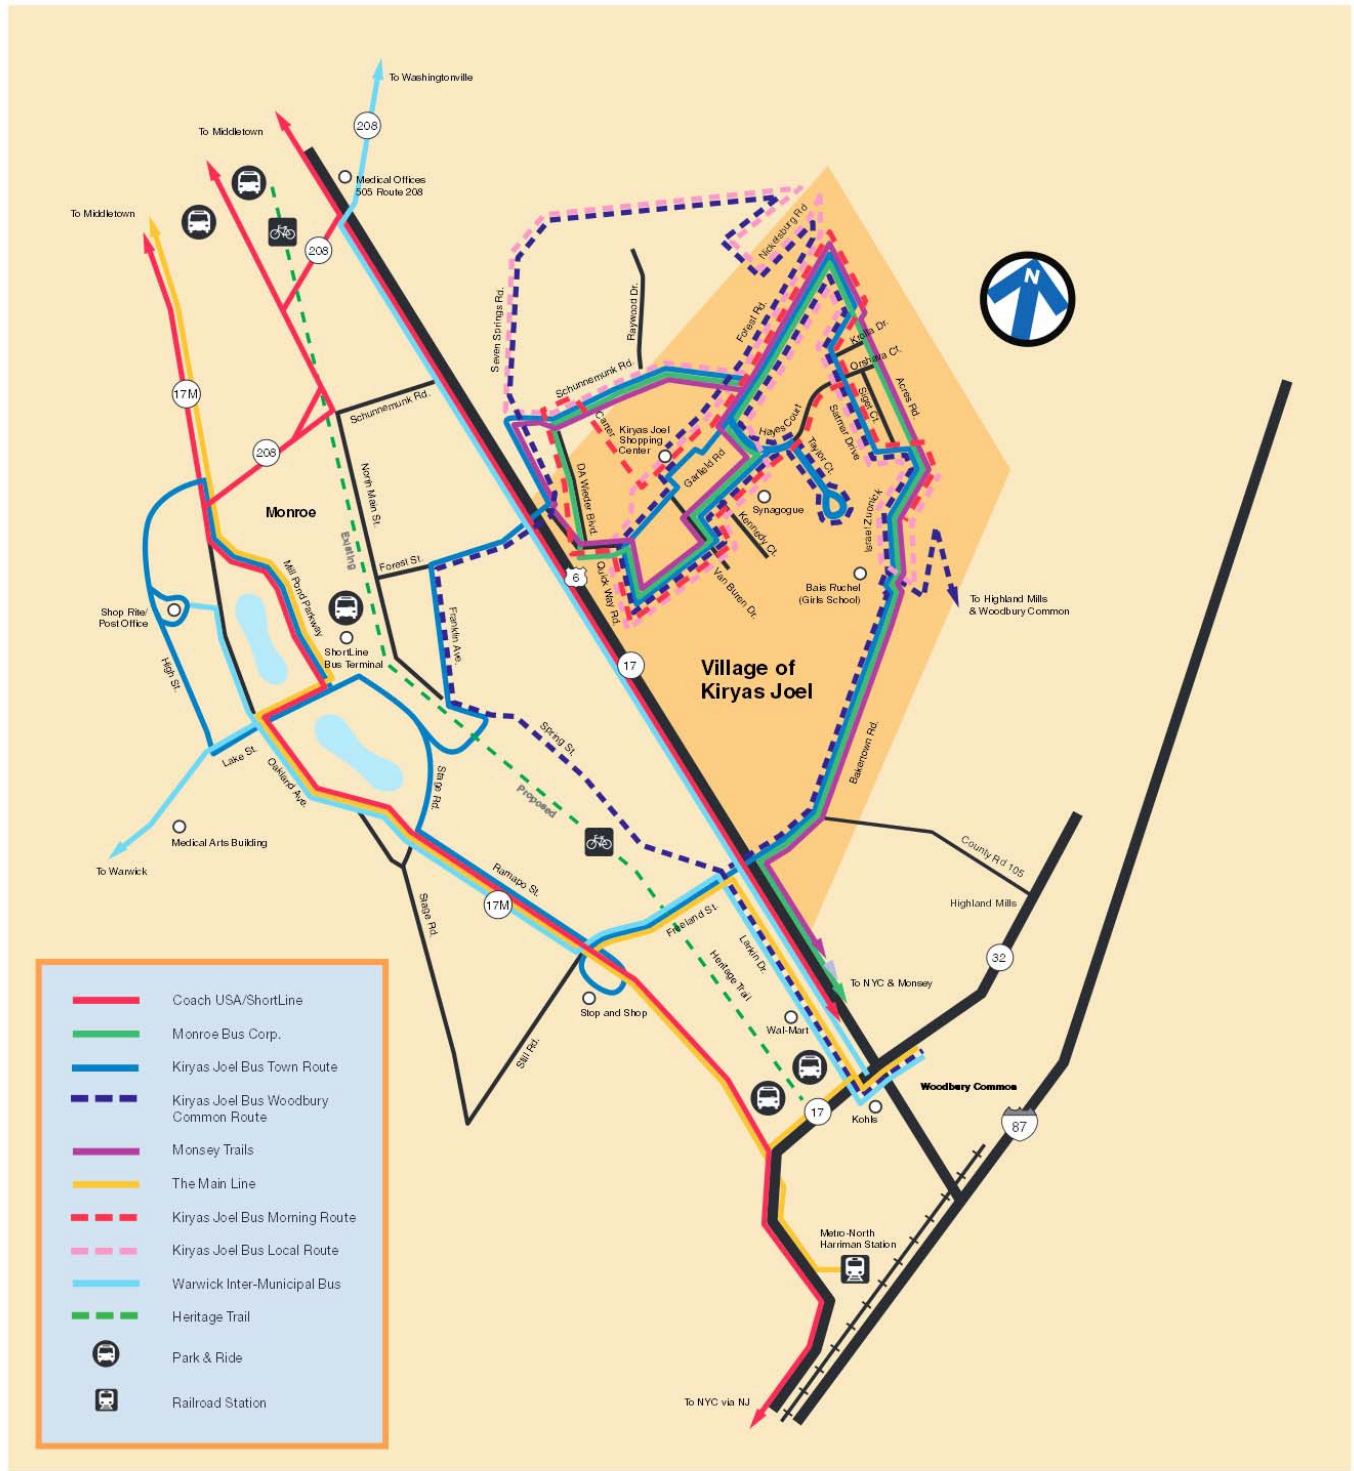 To Washingtonville
208
To Middletown
Medical Offices
505 Route 208
To Middletown
208
N
Nickelsburg Rd
Seven Springs Rd.
Raywood Dr.
Forest Rd.
Krolla Dr.
Orshava Ct.
Schunnemunk Rd.
17M
Schunnemunk Rd.
Acres Rd.
Siget Ct.
Satmar Drive
Carter
Kiryas Joel
Shopping
Center
Hayes Court
Taylor Ct.
208
Garfield Rd
North Main St.
DA Wieder Blvd.
Monroe
Synagogue
Israel Zuonick
Kennedy Ct.
Existing
Forest St.
6
Quick Way Rd.
Van Buren Dr.
Bais Ruchel
(Girls School)
To Highland Mills
& Woodbury Common
Mill Pond Parkway
Shop Rite/
Post Office
Franklin Ave.
ShortLine
Bus Terminal
High St.
17
Village of
Kiryas Joel
Spring St.
Bakertown Rd.
Lake St.
Oakland Ave.
Stage Rd.
Proposed
Medical Arts Building
To Warwick
County Rd 105
Ramapo St.
17M
Highland Mills
Stage Rd.
Freeland St.
Larkin Dr.
32
Heritage Trail
To NYC & Monsey
Stop and Shop
Wal-Mart
Still Rd.
Woodbury Common
17
Kohls
87
Metro-North
Harriman Station
To NYC via NJ
Coach USA/ShortLine
Monroe Bus Corp.
Kiryas Joel Bus Town Route
Kiryas Joel Bus Woodbury
Common Route
Monsey Trails
The Main Line
Kiryas Joel Bus Morning Route
Kiryas Joel Bus Local Route
Warwick Inter-Municipal Bus
Heritage Trail
Park & Ride
Railroad Station